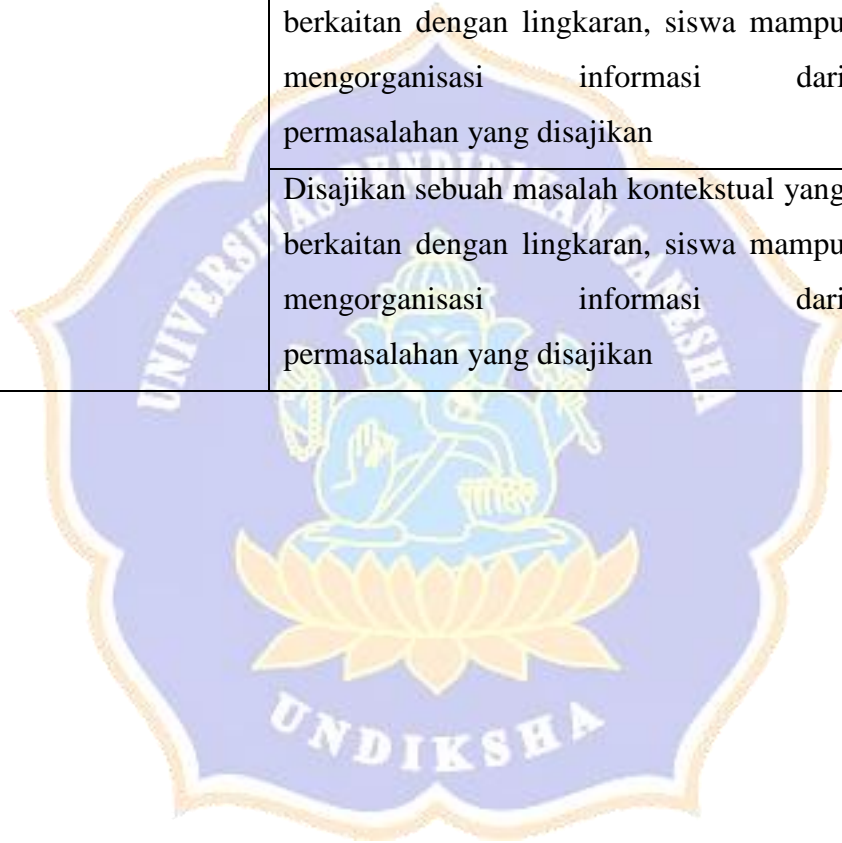 berkaitan dengan lingkaran, siswa mampu
mengorganisasi informasi dari
permasalahan yang disajikan
Disajikan sebuah masalah kontekstual yang
berkaitan dengan lingkaran, siswa mampu
mengorganisasi informasi dari
permasalahan yang disajikan
UNIVERSITAS PENDIDIKAN GANESHA
UNDIKSHA